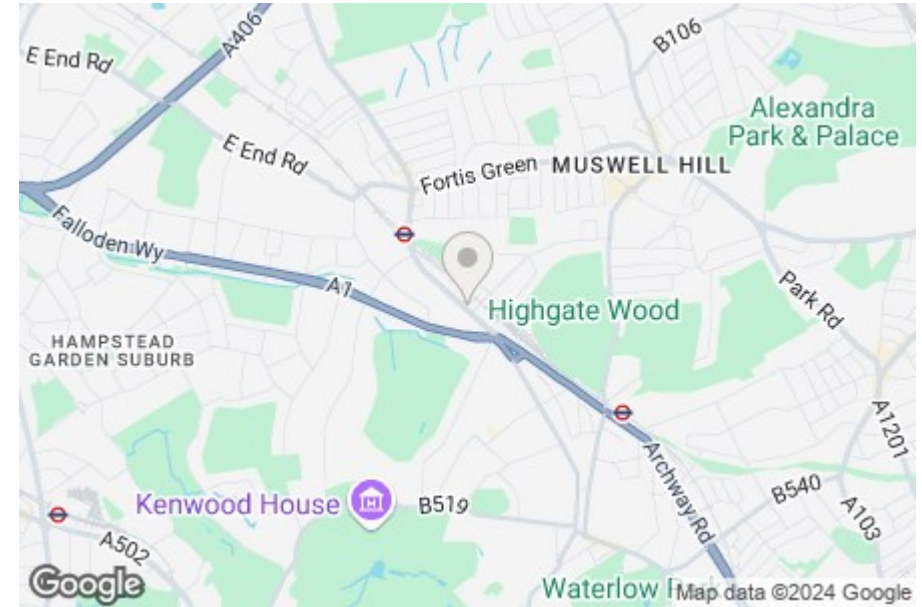 A406
B106
E End Rd
Alexandra
Park & Palace
E End Rd
Fortis Green
MUSWELL HILL
Falloden Wy
A1
Park Rd
Highgate Wood
HAMPSTEAD
GARDEN SUBURB
A1201
Archway Rd
Kenwood House
B519
B540
A103
A502
Google
Waterlow
Map data ©2024 Google